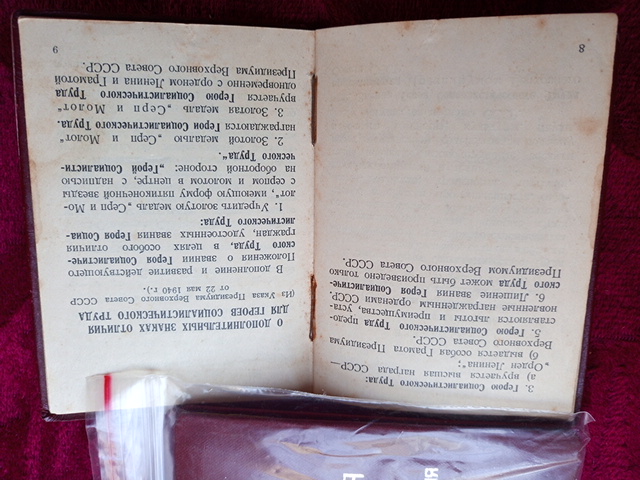 3. Герою Социалистического Труда:
а) вручается высшая награда СССР —
„Орден Ленина";
б) выдается особая Грамота Президиума
Верховного Совета СССР.
5. Герою Социалистического Труда предо-
ставляются льготы и преимущества, уста-
новленные награжденным орденами СССР.
6. Лишение звания Героя Социалистиче-
ского Труда может быть произведено только
Президиумом Верховного Совета СССР.
8
О ДОПОЛНИТЕЛЬНЫХ ЗНАКАХ ОТЛИЧИЯ
ДЛЯ ГЕРОЕВ СОЦИАЛИСТИЧЕСКОГО ТРУДА
(Из Указа Президиума Верховного Совета СССР
от 22 мая 1940 г.).
В дополнение и развитие действующего
Положения о звании Героя Социалистиче-
ского Труда, в целях особого отличия
граждан, удостоенных звания Героя Социа-
листического Труда:
1. Учредить золотую медаль „Серп и Мо-
лот", имеющую форму пятиконечной звезды
с серпом и молотом в центре, с надписью
на оборотной стороне: „Герой Социалисти-
ческого Труда".
2. Золотой медалью „Серп и Молот"
награждаются Герои Социалистического Труда.
3. Золотая медаль „Серп и Молот"
вручается Герою Социалистического Труда
одновременно с орденом Ленина и Грамотой
Президиума Верховного Совета СССР.
9